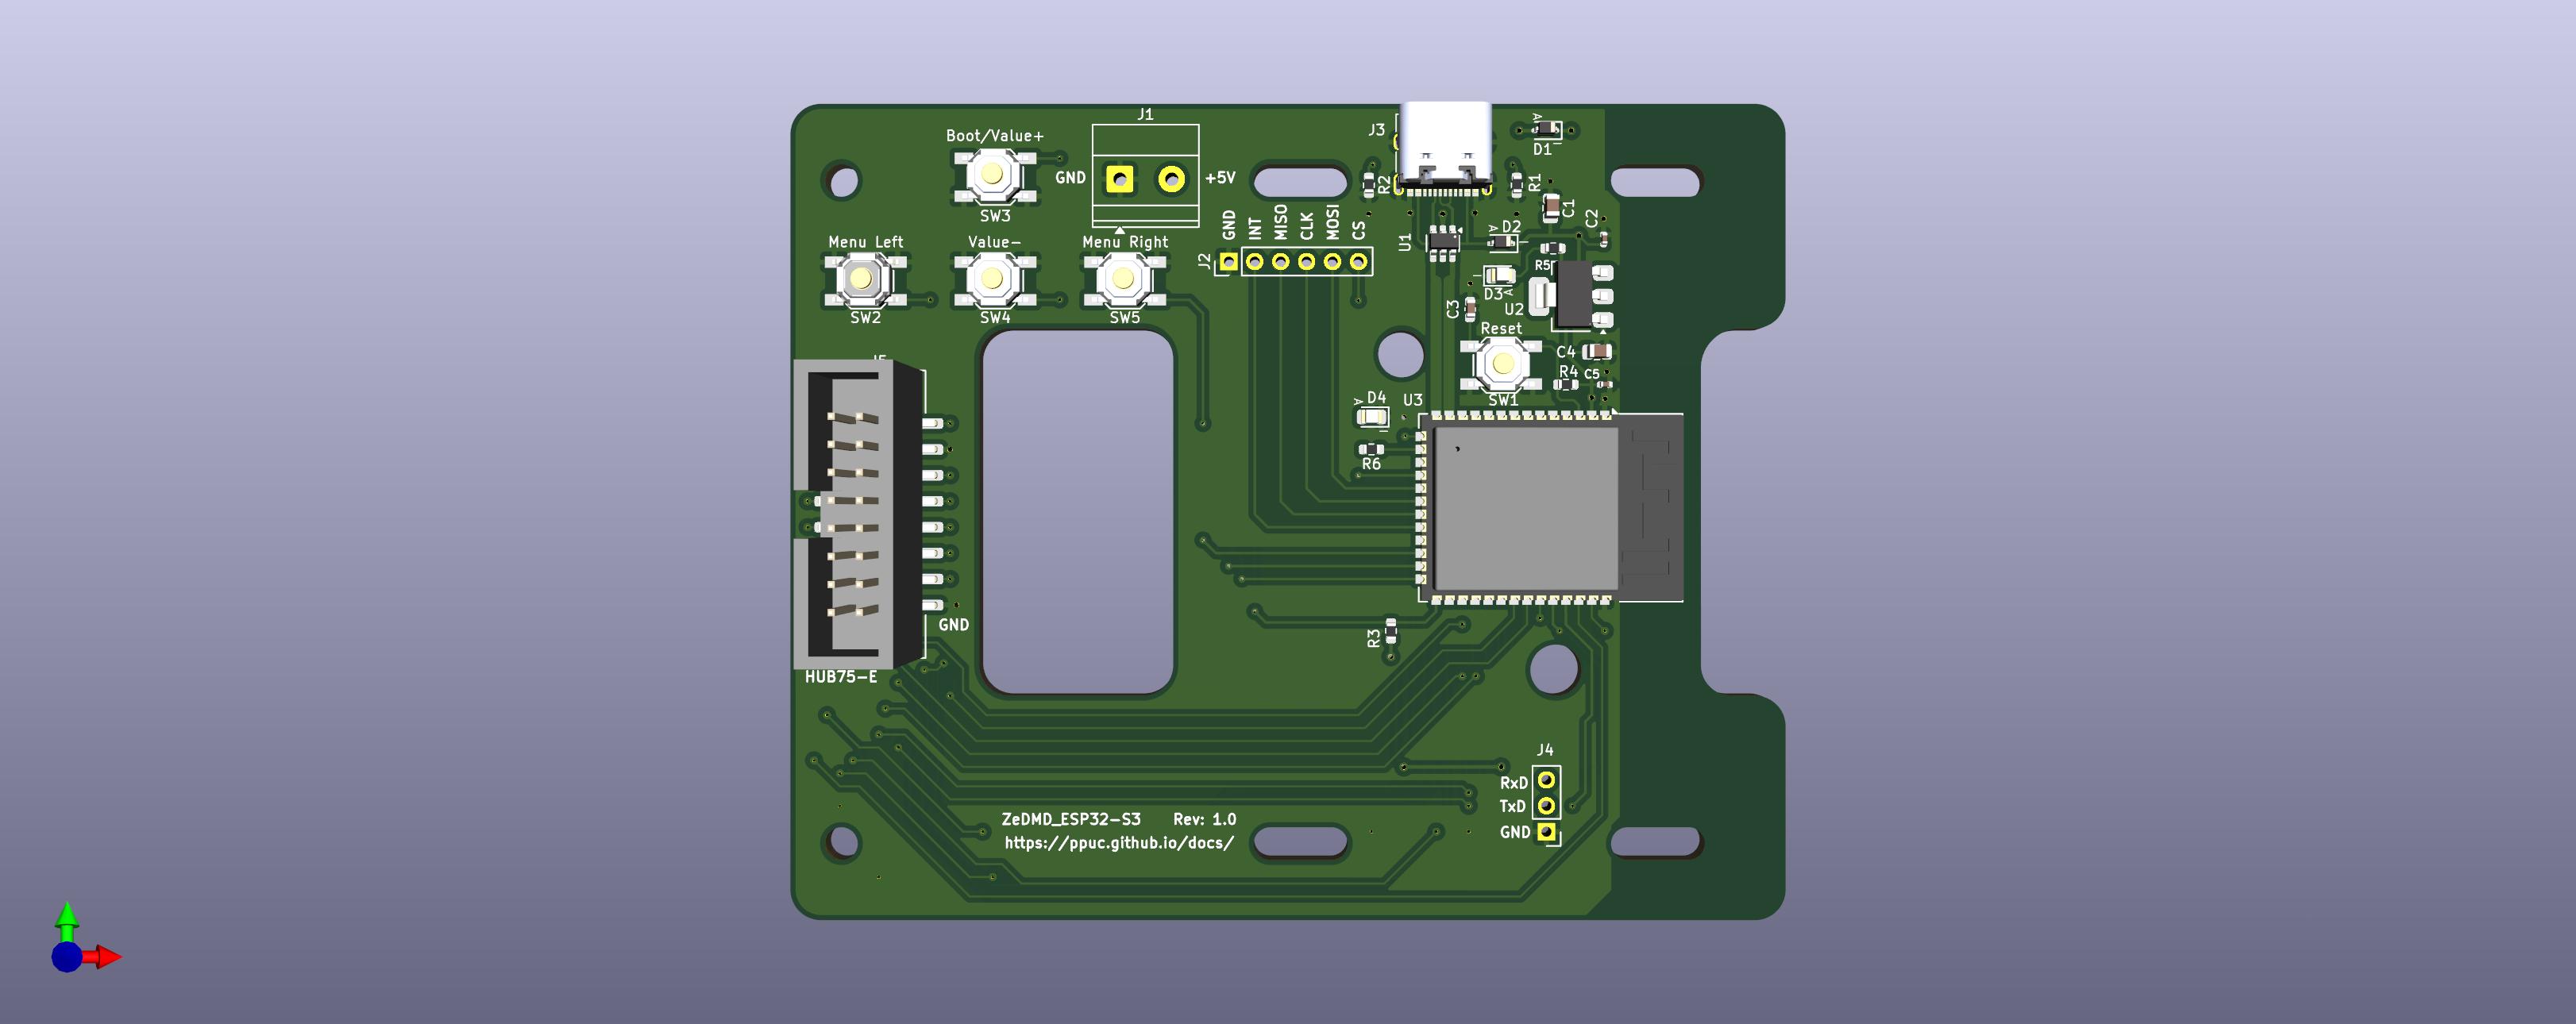 J1
Boot/Value+
GND
+5V
SW3
J3
R2
R1
A
D1
C1
C2
GND
INT
MISO
CLK
MOSI
CS
J2
U1
A
D2
R5
D3
A
U2
C3
Menu Left
Value-
Menu Right
SW2
SW4
SW5
Reset
C4
R4
C5
SW1
A
D4
U3
R6
GND
HUB75-E
R3
J4
RxD
TxD
GND
ZeDMD_ESP32-S3 Rev: 1.0
https://ppuc.github.io/docs/